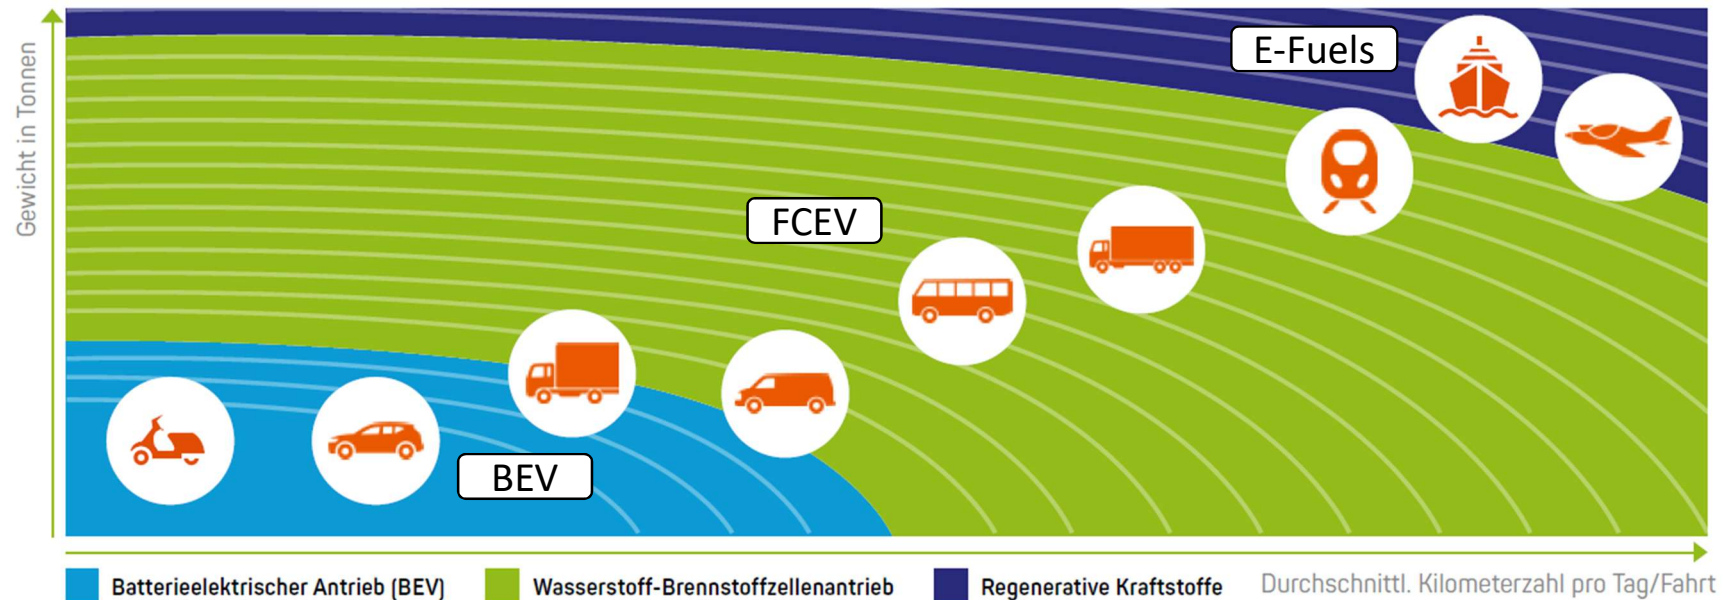 Gewicht in Tonnen
E-Fuels
FCEV
BEV
Batterieelektrischer Antrieb (BEV)
Wasserstoff-Brennstoffzellenantrieb
Regenerative Kraftstoffe
Durchschnittl. Kilometerzahl pro Tag/Fahrt